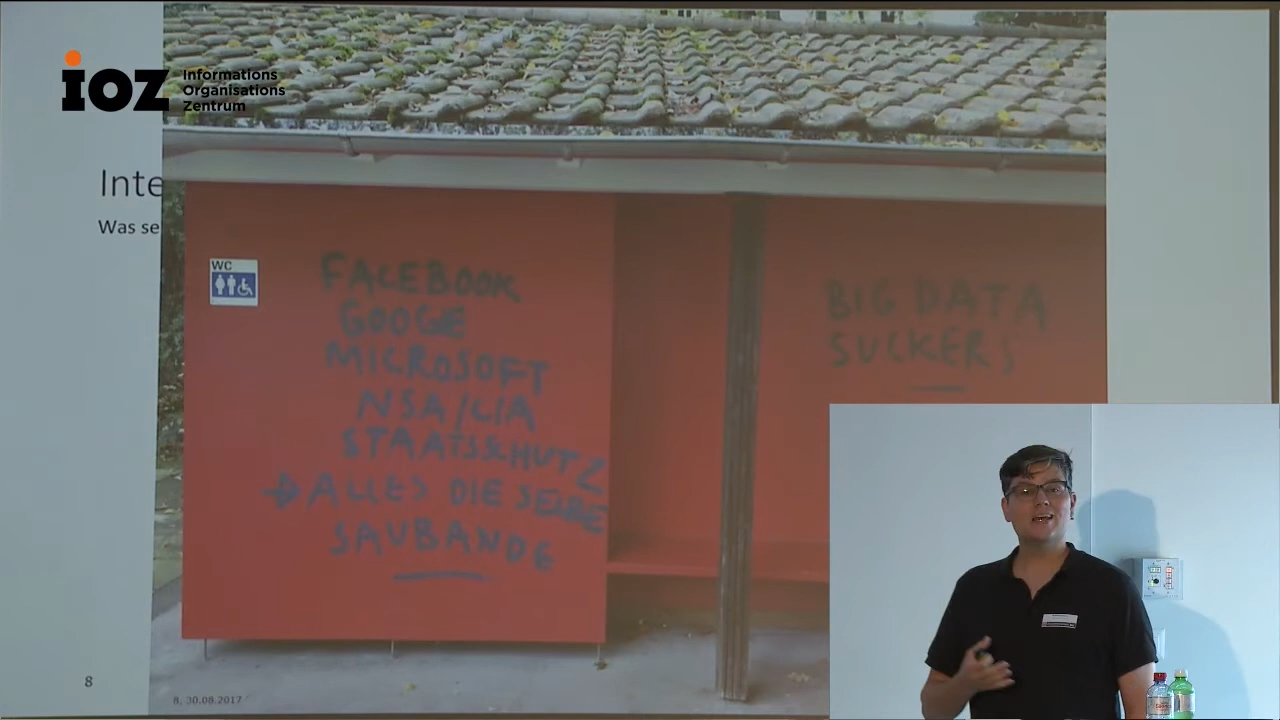 ioz Informations
Organisations
Zentrum
Inte
Was se
WC
FACEBOOK
GOOGE
MICROSOFT
NSA/CIA
STAATSSCHUTZ
→ ALLES DIE SELBE
SAUBANDE
BIG DATA
SUCKERS
8
8, 30.08.2017